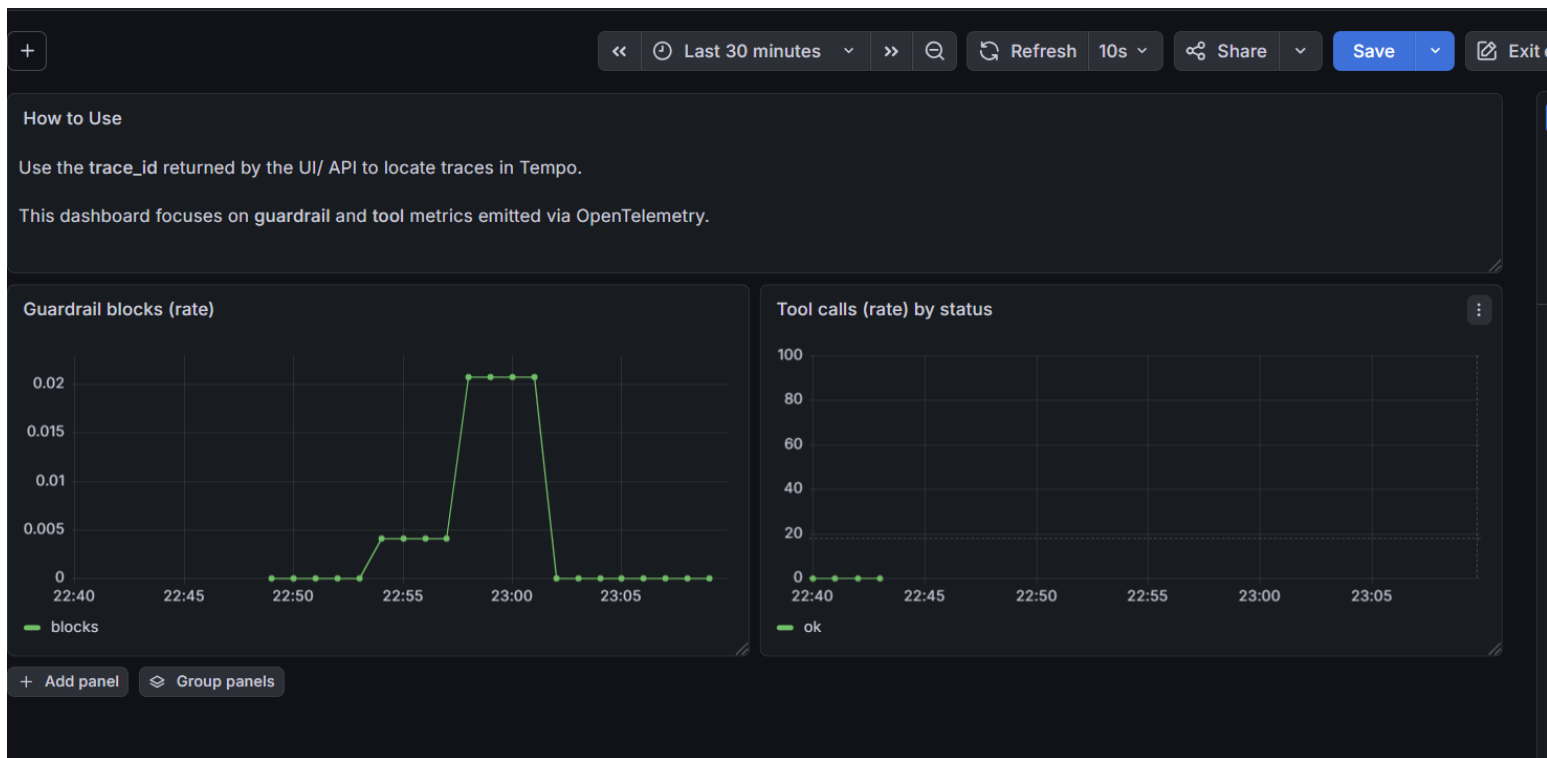 Last 30 minutes
Refresh
10s
Share
Save
Exit
How to Use
Use the trace_id returned by the UI/ API to locate traces in Tempo.
This dashboard focuses on guardrail and tool metrics emitted via OpenTelemetry.
Guardrail blocks (rate)
0.02
0.015
0.01
0.005
0
22:40 22:45 22:50 22:55 23:00 23:05
blocks
Tool calls (rate) by status
100
80
60
40
20
0
22:40 22:45 22:50 22:55 23:00 23:05
ok
Add panel
Group panels